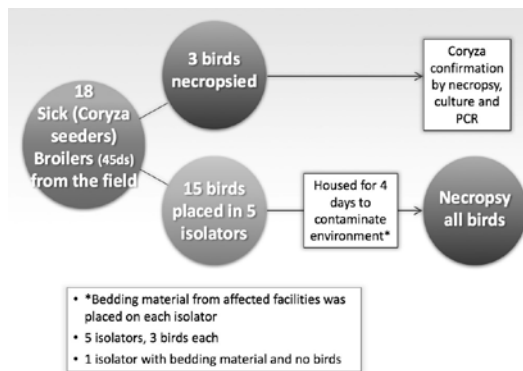 3 birds
necropsied
Coryza
confirmation
by necropsy,
culture and
PCR
18
Sick (Coryza
seeders)
Broilers (45ds)
from the field
15 birds
placed in 5
isolators
Housed for 4
days to
contaminate
environment*
Necropsy
all birds
• *Bedding material from affected facilities was
placed on each isolator
• 5 isolators, 3 birds each
• 1 isolator with bedding material and no birds